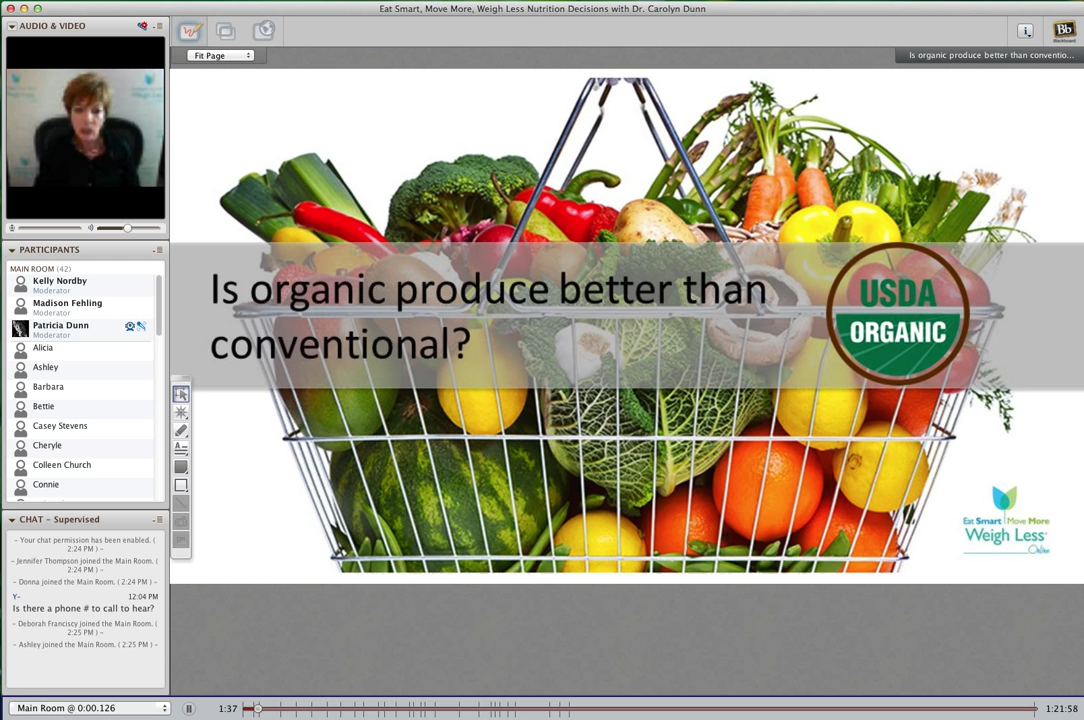 Eat Smart, Move More, Weigh Less Nutrition Decisions with Dr. Carolyn Dunn
AUDIO & VIDEO
Fit Page
i
Bb
Blackboard
Is organic produce better than conventio...
PARTICIPANTS
MAIN ROOM (42)
Kelly Nordby
Moderator
Madison Fehling
Moderator
Patricia Dunn
Moderator
Alicia
Ashley
Barbara
Bettie
Casey Stevens
Cheryle
Colleen Church
Connie
CHAT – Supervised
– Your chat permission has been enabled. (
2:24 PM ) –
– Jennifer Thompson joined the Main Room. (
2:24 PM ) –
– Donna joined the Main Room. ( 2:24 PM ) –
Y– 12:04 PM
Is there a phone # to call to hear?
– Deborah Franciscy joined the Main Room. (
2:25 PM ) –
– Ashley joined the Main Room. ( 2:25 PM ) –
Is organic produce better than
conventional?
USDA
ORGANIC
Eat Smart Move More
Weigh Less
Online
Main Room @ 0:00.126
1:37
1:21:58